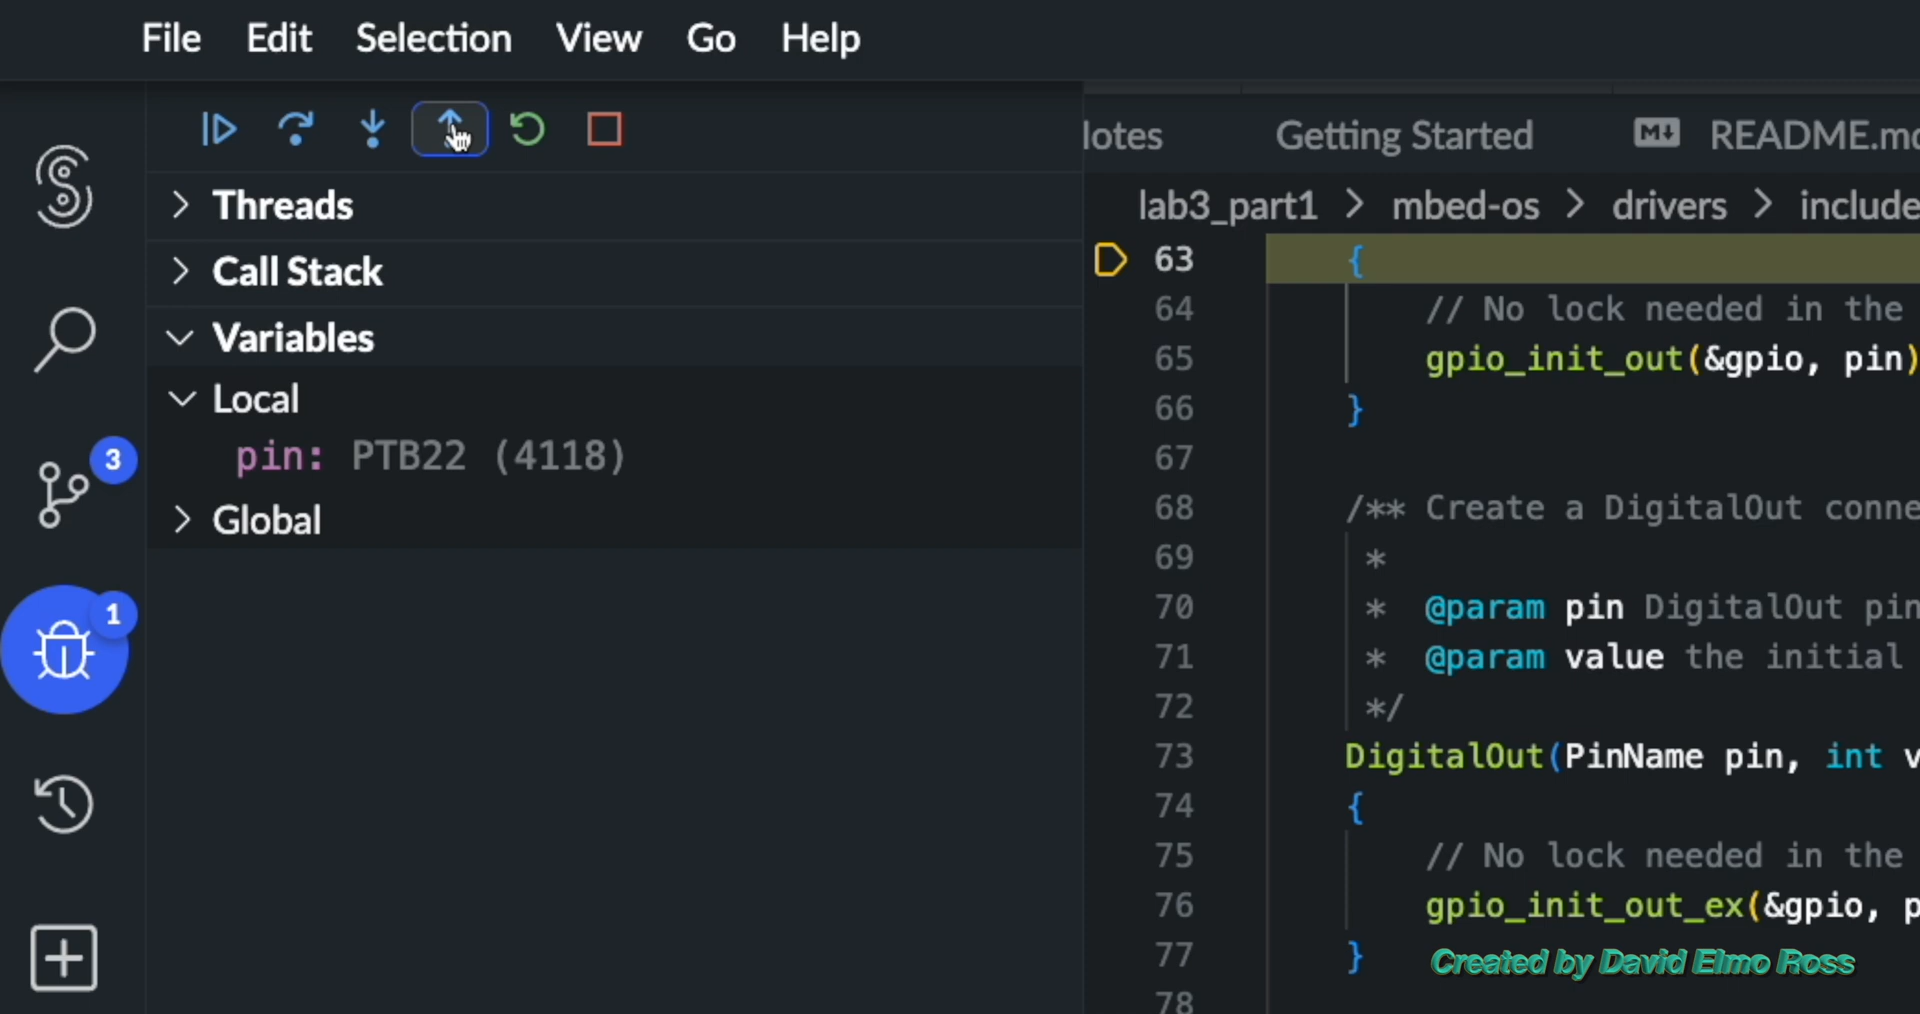 File Edit Selection View Go Help
lotes Getting Started README.md
Threads
Call Stack
Variables
Local
pin: PTB22 (4118)
Global
3
1
lab3_part1 > mbed-os > drivers > include
63 {
64 // No lock needed in the
65 gpio_init_out(&gpio, pin)
66 }
67
68 /** Create a DigitalOut conne
69 *
70 * @param pin DigitalOut pin
71 * @param value the initial
72 */
73 DigitalOut(PinName pin, int v
74 {
75 // No lock needed in the
76 gpio_init_out_ex(&gpio, p
77 }
78
Created by David Elmo Ross